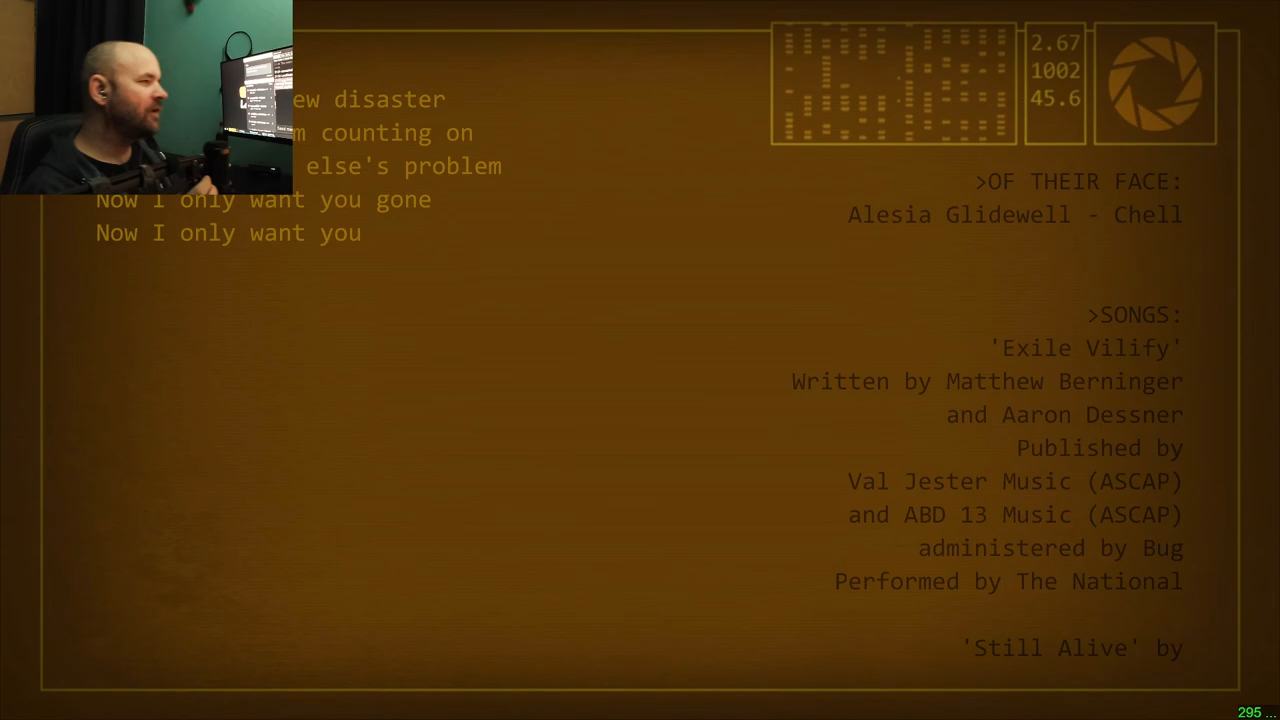 ew disaster
m counting on
else's problem
Now I only want you gone
Now I only want you
2.67
1002
45.6
>OF THEIR FACE:
Alesia Glidewell - Chell
>SONGS:
'Exile Vilify'
Written by Matthew Berninger
and Aaron Dessner
Published by
Val Jester Music (ASCAP)
and ABD 13 Music (ASCAP)
administered by Bug
Performed by The National
'Still Alive' by
295 ...